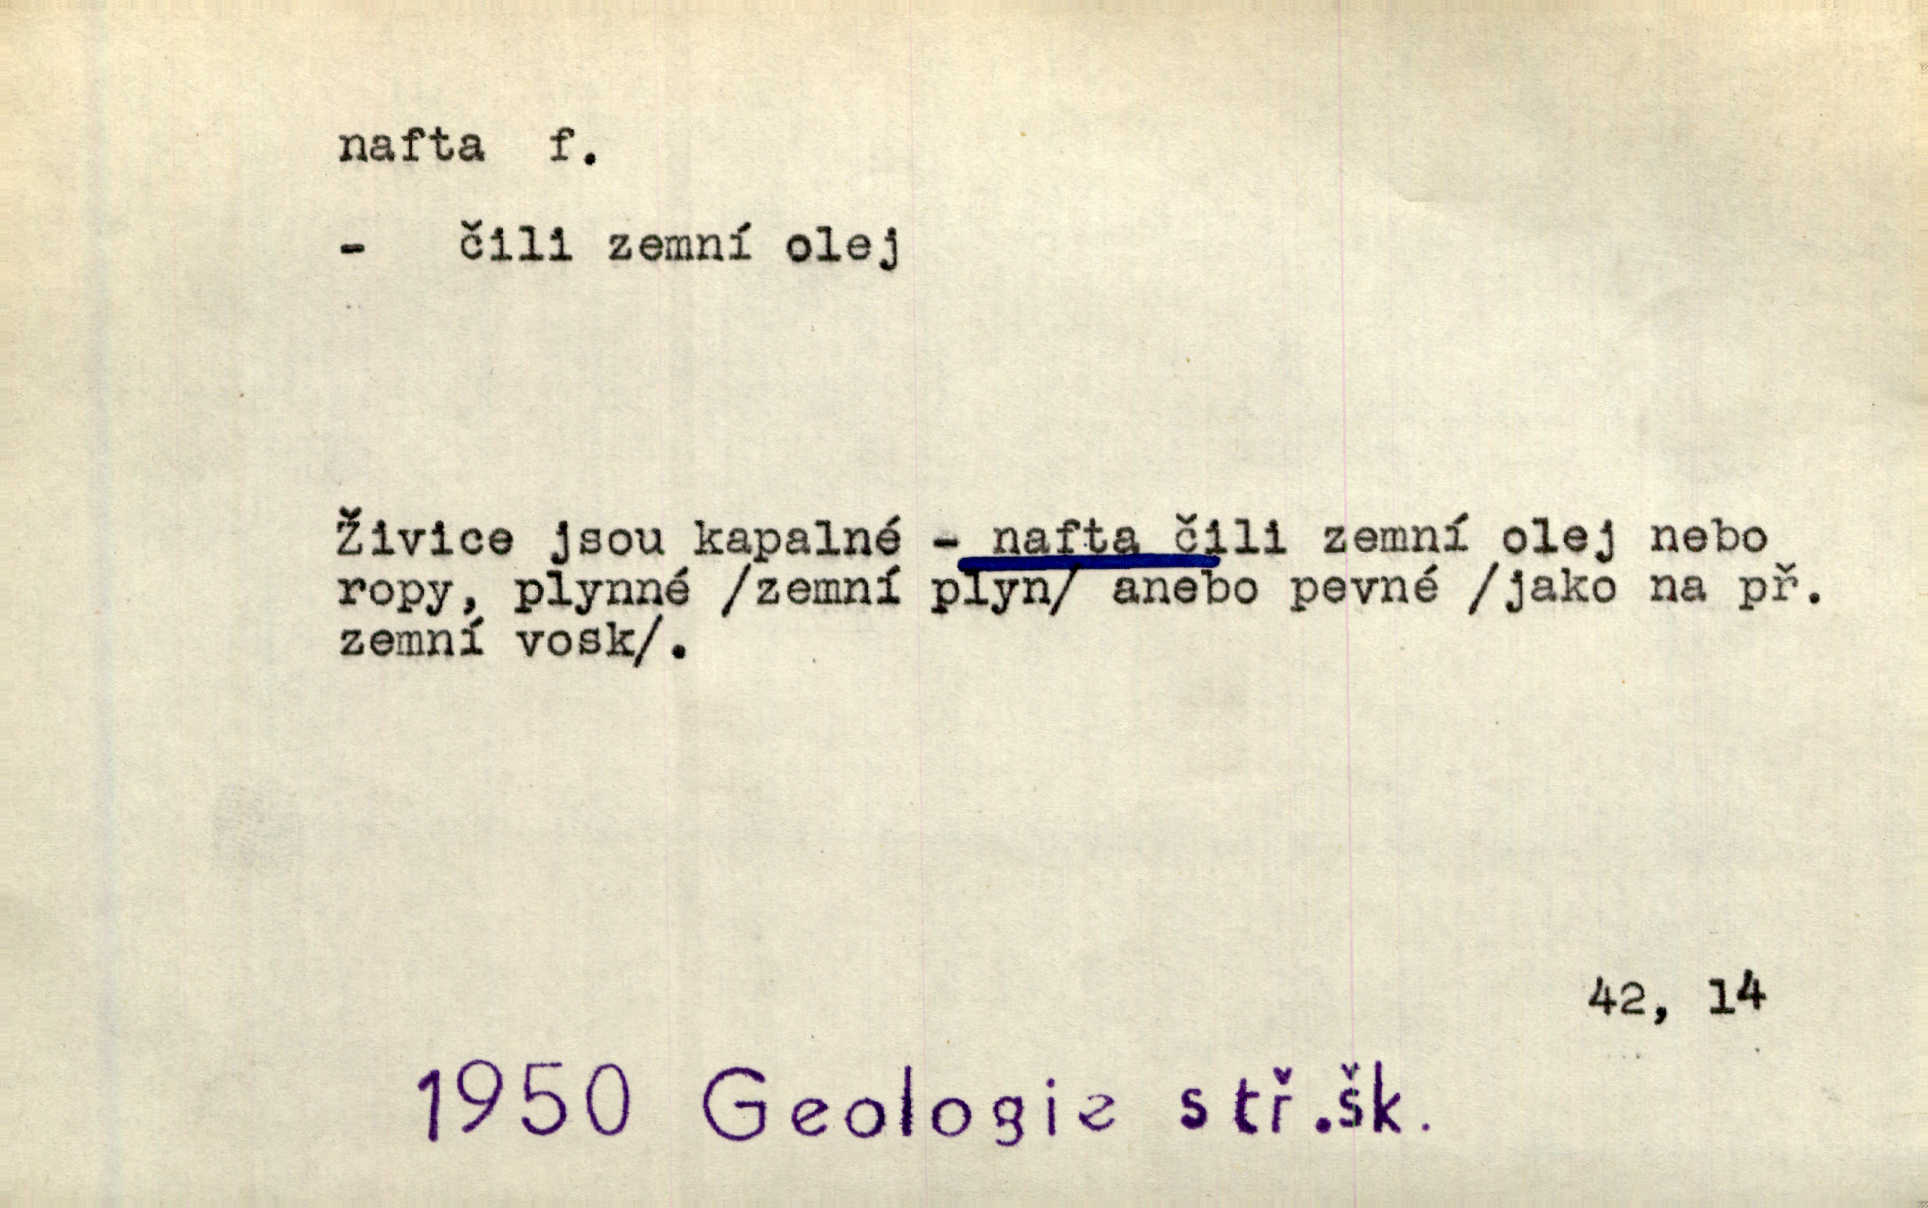 nafta f.
- čili zemní olej
Živice jsou kapalné - nafta čili zemní olej nebo
ropy, plynné /zemní plyn/ anebo pevné /jako na př.
zemní vosk/.
42, 14
1950 Geologie stř.šk.